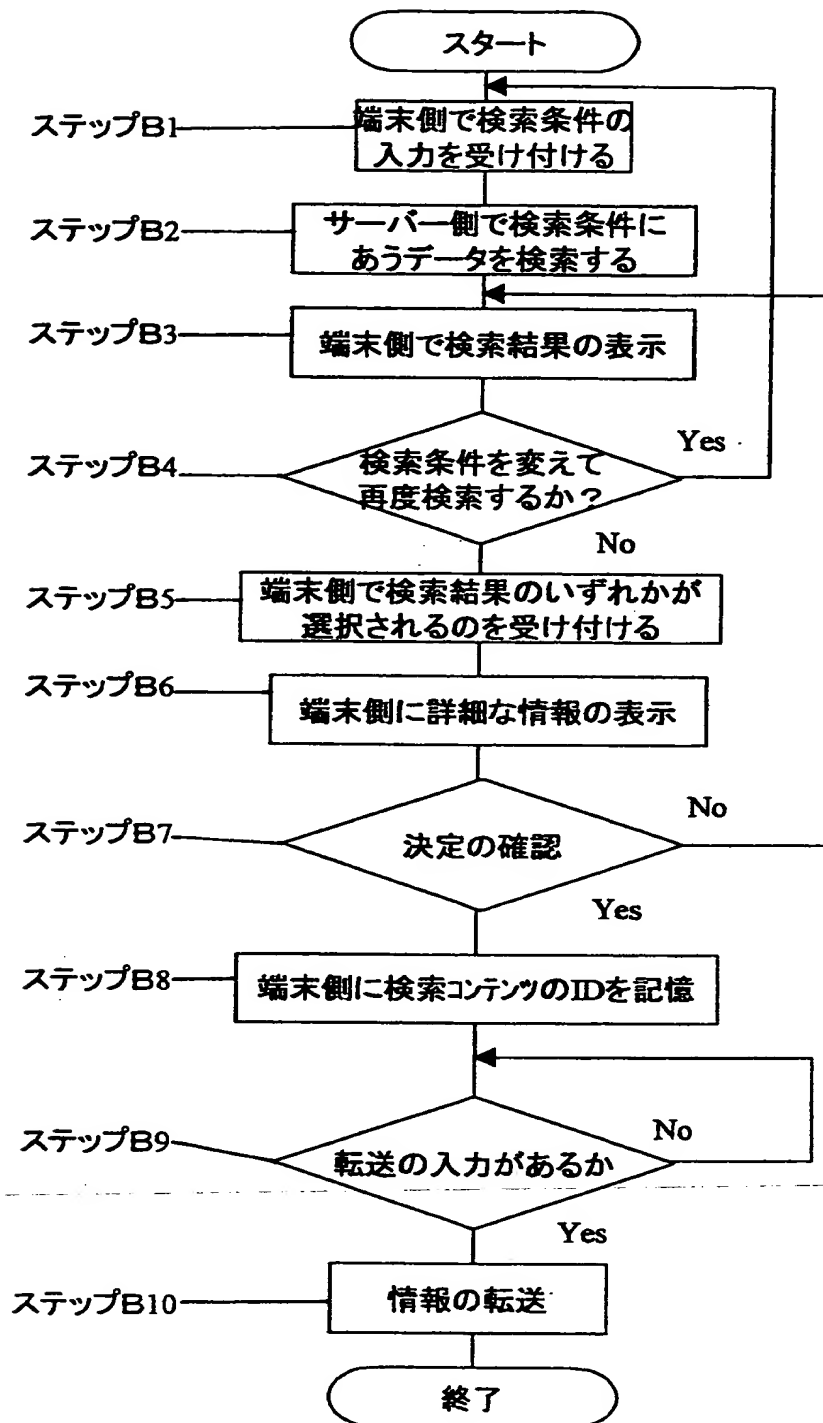 スタート
ステップB1
端末側で検索条件の
入力を受け付ける
ステップB2
サーバー側で検索条件に
あうデータを検索する
ステップB3
端末側で検索結果の表示
ステップB4
検索条件を変えて
再度検索するか？
Yes
No
ステップB5
端末側で検索結果のいずれかが
選択されるのを受け付ける
ステップB6
端末側に詳細な情報の表示
ステップB7
決定の確認
No
Yes
ステップB8
端末側に検索コンテンツのIDを記憶
ステップB9
転送の入力があるか
No
Yes
ステップB10
情報の転送
終了